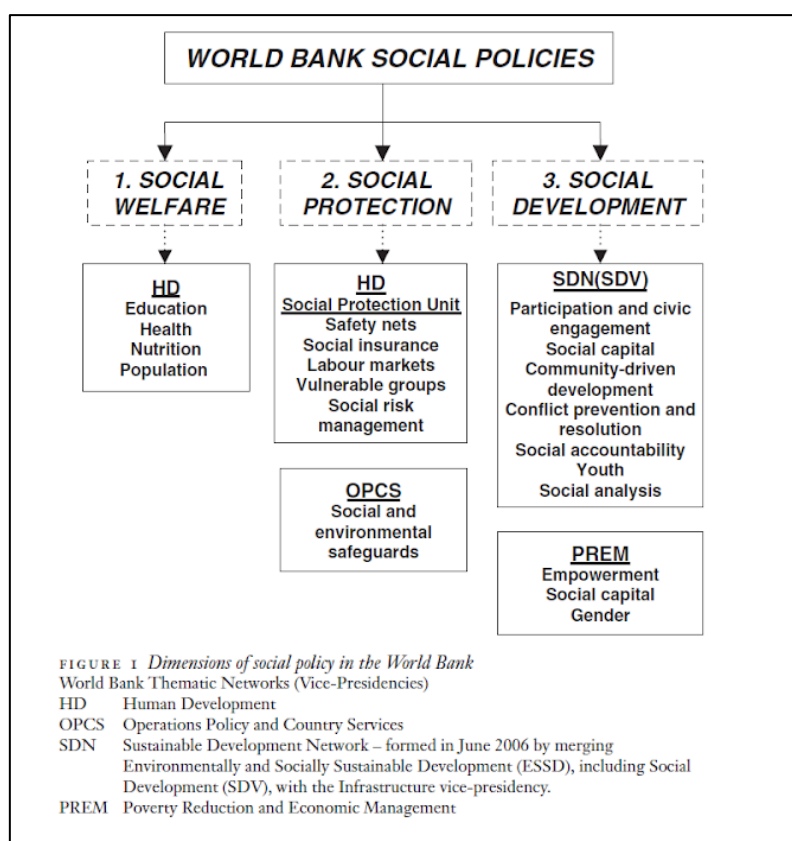 WORLD BANK SOCIAL POLICIES
1. SOCIAL
WELFARE
2. SOCIAL
PROTECTION
3. SOCIAL
DEVELOPMENT
HD
Education
Health
Nutrition
Population
HD
Social Protection Unit
Safety nets
Social insurance
Labour markets
Vulnerable groups
Social risk
management
OPCS
Social and
environmental
safeguards
SDN(SDV)
Participation and civic
engagement
Social capital
Community-driven
development
Conflict prevention and
resolution
Social accountability
Youth
Social analysis
PREM
Empowerment
Social capital
Gender
FIGURE 1 Dimensions of social policy in the World Bank
World Bank Thematic Networks (Vice-Presidencies)
HD Human Development
OPCS Operations Policy and Country Services
SDN Sustainable Development Network – formed in June 2006 by merging
Environmentally and Socially Sustainable Development (ESSD), including Social
Development (SDV), with the Infrastructure vice-presidency.
PREM Poverty Reduction and Economic Management